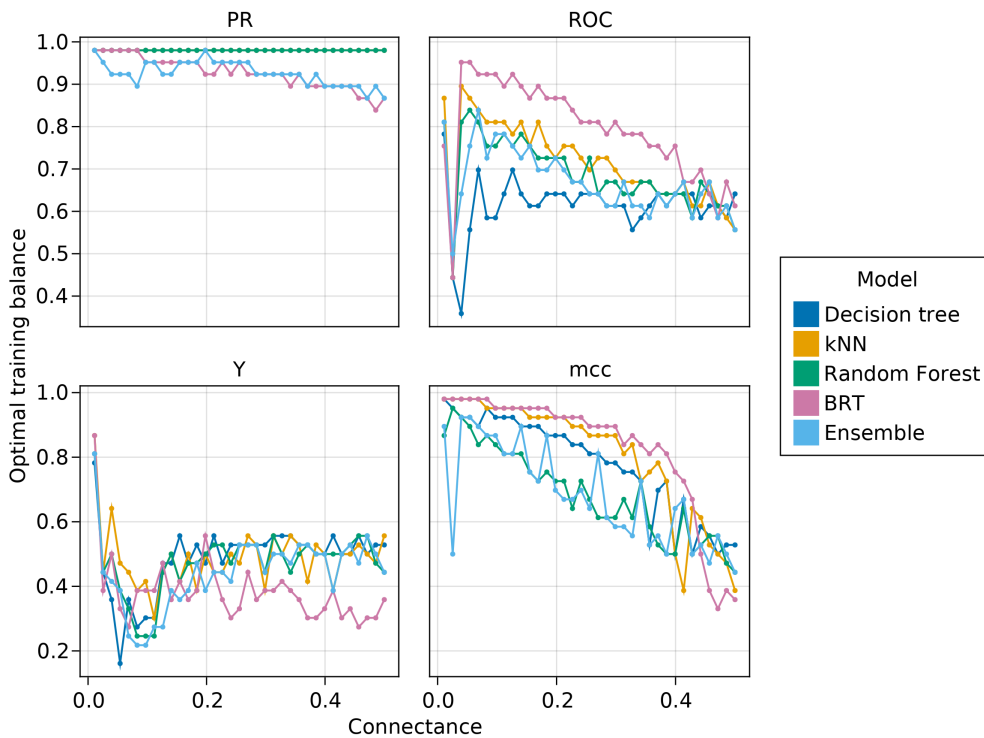 PR
ROC
1.0
0.9
0.8
0.7
0.6
0.5
0.4
Optimal training balance
Y
mcc
1.0
0.8
0.6
0.4
0.2
0.0
0.2
0.4
0.0
0.2
0.4
Connectance
Model
Decision tree
kNN
Random Forest
BRT
Ensemble